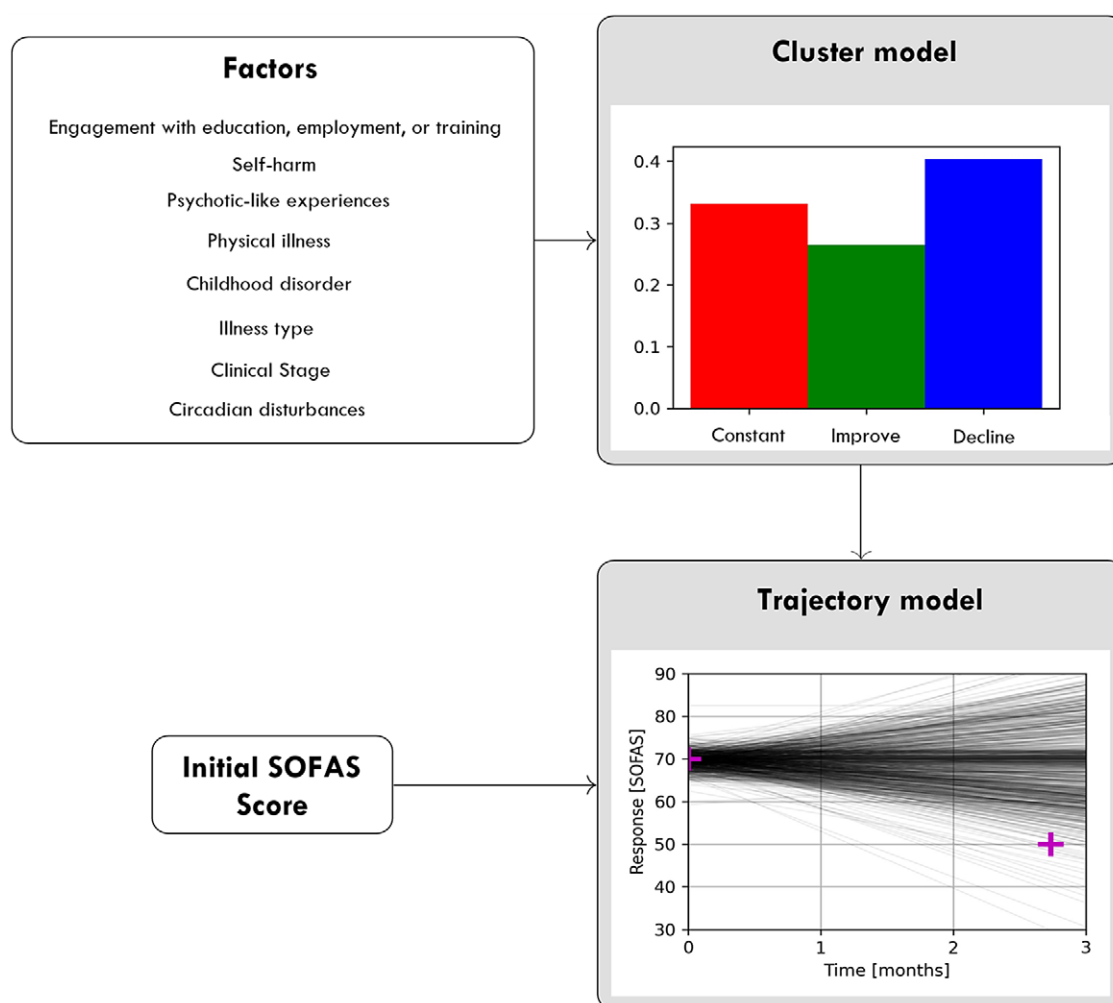 Factors
Engagement with education, employment, or training
Self-harm
Psychotic-like experiences
Physical illness
Childhood disorder
Illness type
Clinical Stage
Circadian disturbances
Cluster model
0.4
0.3
0.2
0.1
0.0
Constant Improve Decline
Initial SOFAS
Score
Trajectory model
Response [SOFAS]
90
80
70
60
50
40
30
0 1 2 3
Time [months]